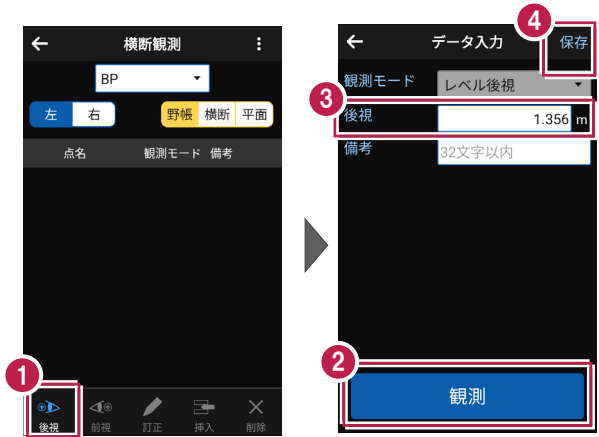 ← 横断観測
BP
左 右 野帳 横断 平面
点名 観測モード 備考
1
後視 前視 訂正 挿入 削除
4
← データ入力 保存
観測モード レベル後視
3
後視 1.356 m
備考 32文字以内
2
観測